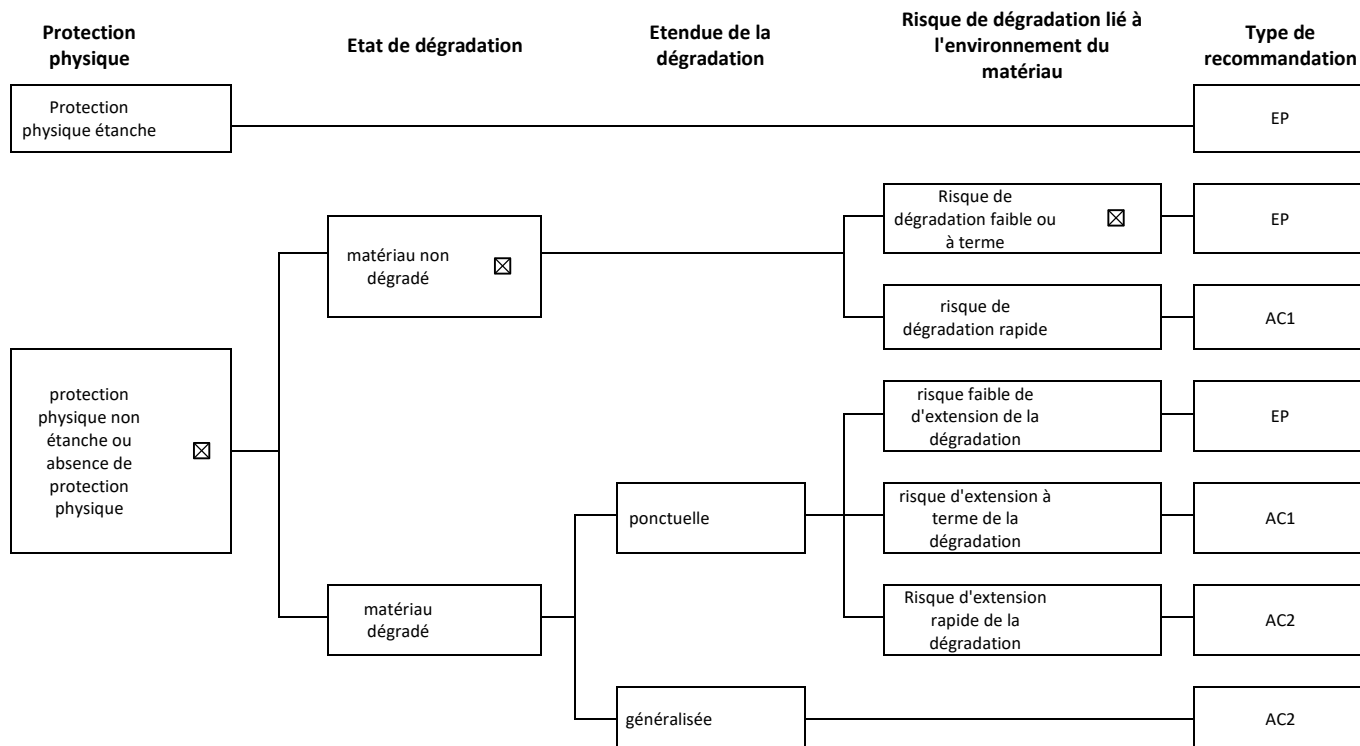 Protection
physique
Etat de dégradation
Etendue de la
dégradation
Risque de dégradation lié à
l'environnement du
matériau
Type de
recommandation
Protection
physique étanche
EP
Risque de
dégradation faible ou
à terme
EP
matériau non
dégradé
risque de
dégradation rapide
AC1
protection
physique non
étanche ou
absence de
protection
physique
risque faible de
d'extension de la
dégradation
EP
ponctuelle
risque d'extension à
terme de la
dégradation
AC1
matériau
dégradé
Risque d'extension
rapide de la
dégradation
AC2
généralisée
AC2